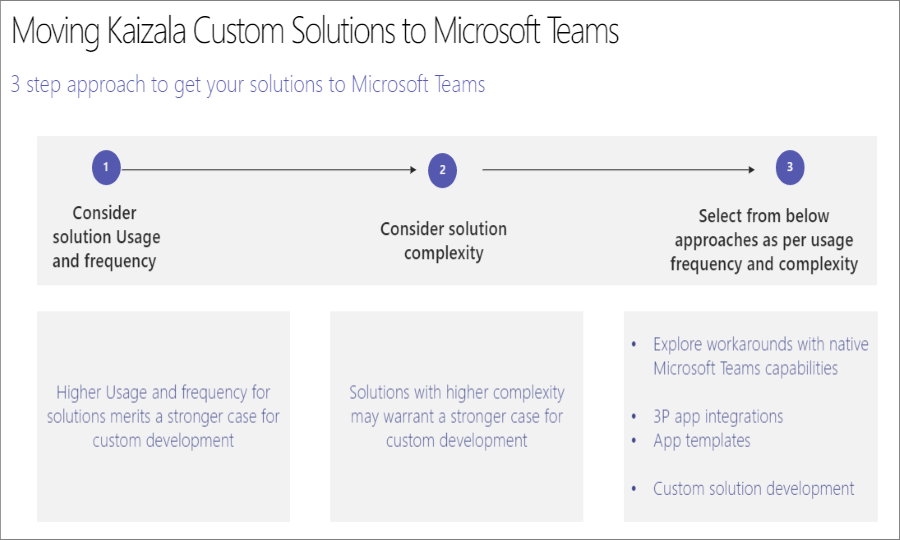 Moving Kaizala Custom Solutions to Microsoft Teams
3 step approach to get your solutions to Microsoft Teams
1
2
3
Consider
solution Usage
and frequency
Consider solution
complexity
Select from below
approaches as per usage
frequency and complexity
Higher Usage and frequency for
solutions merits a stronger case for
custom development
Solutions with higher complexity
may warrant a stronger case for
custom development
• Explore workarounds with native
Microsoft Teams capabilities
• 3P app integrations
• App templates
• Custom solution development